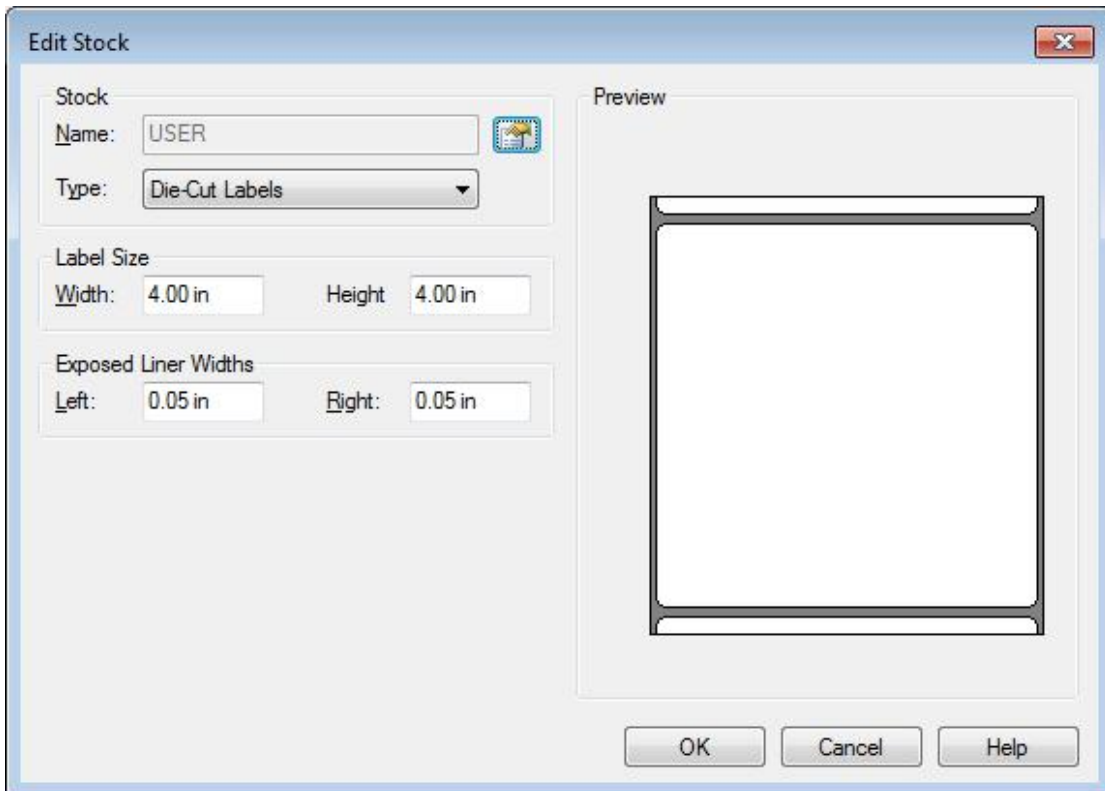 Edit Stock
Stock
Name: USER
Type: Die-Cut Labels
Label Size
Width: 4.00 in Height 4.00 in
Exposed Liner Widths
Left: 0.05 in Right: 0.05 in
Preview
OK Cancel Help